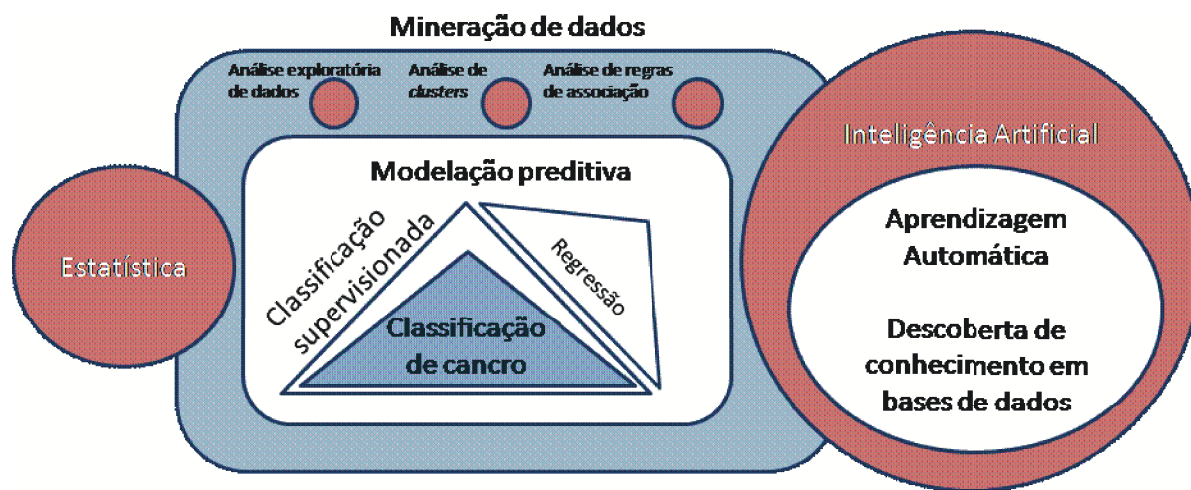 Mineração de dados
Análise exploratória
de dados
Análise de
clusters
Análise de regras
de associação
Modelação preditiva
Classificação
supervisionada
Regressão
Classificação
de cancro
Estatística
Inteligência Artificial
Aprendizagem
Automática
Descoberta de
conhecimento em
bases de dados